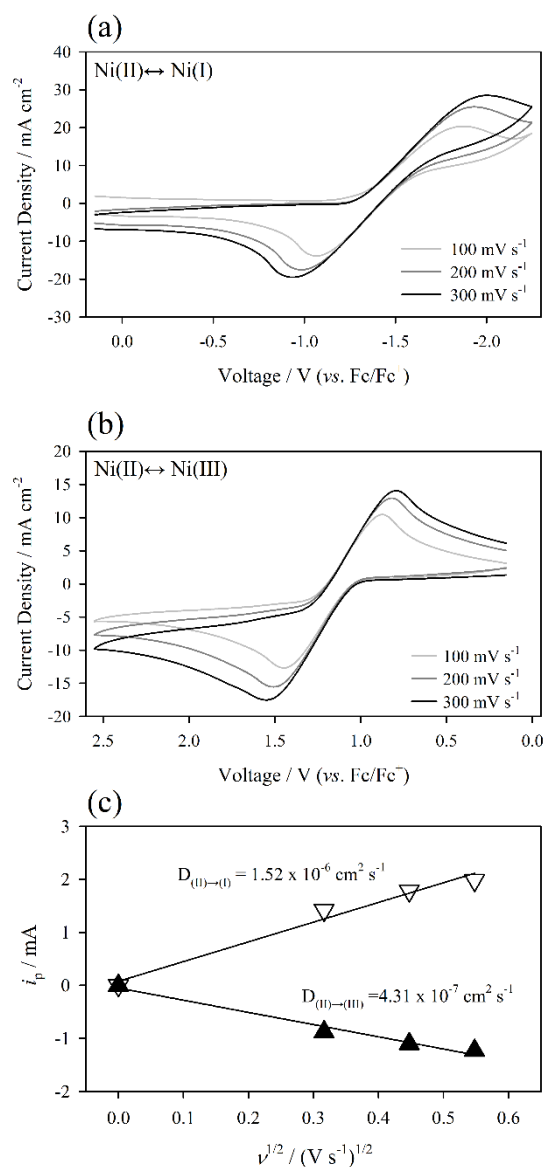 (a)
Ni(II)↔ Ni(I)
40
30
20
10
0
-10
-20
-30
Current Density / mA cm⁻²
100 mV s⁻¹
200 mV s⁻¹
300 mV s⁻¹
0.0 -0.5 -1.0 -1.5 -2.0
Voltage / V (vs. Fc/Fc⁻)
(b)
Ni(II)↔ Ni(III)
20
15
10
5
0
-5
-10
-15
-20
Current Density / mA cm⁻²
100 mV s⁻¹
200 mV s⁻¹
300 mV s⁻¹
2.5 2.0 1.5 1.0 0.5 0.0
Voltage / V (vs. Fc/Fc⁻)
(c)
3
2
1
0
-1
-2
iₚ / mA
D(II)→(I) = 1.52 x 10⁻⁶ cm² s⁻¹
D(II)→(III) =4.31 x 10⁻⁷ cm² s⁻¹
0.0 0.1 0.2 0.3 0.4 0.5 0.6
ν¹/² / (V s⁻¹)¹/²